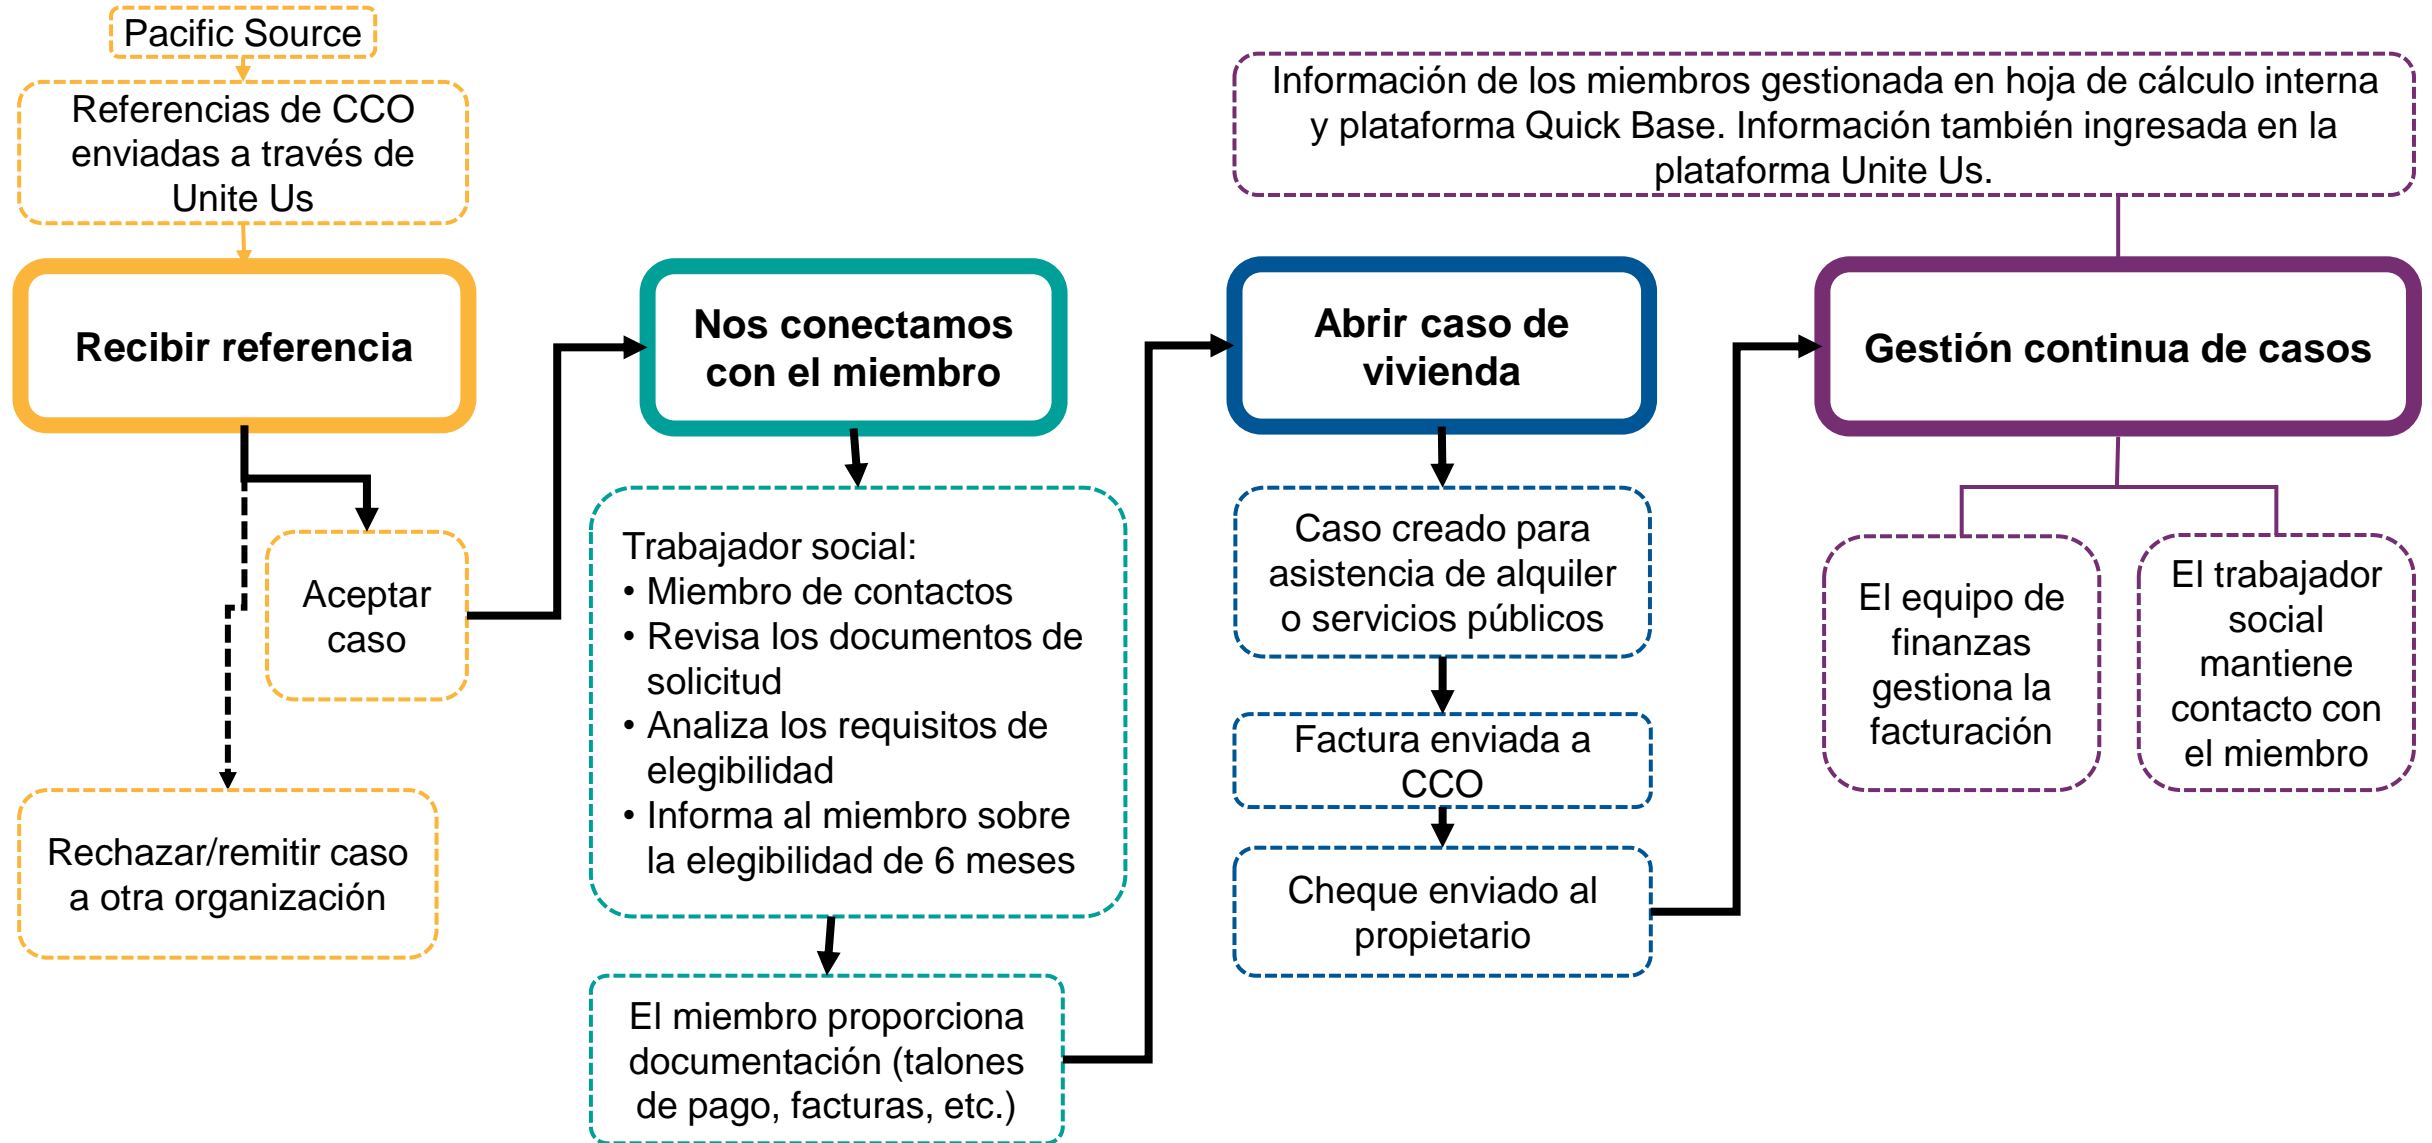 Pacific Source
Referencias de CCO
enviadas a través de
Unite Us
Recibir referencia
Aceptar
caso
Rechazar/remitir caso
a otra organización
Nos conectamos
con el miembro
Trabajador social:
• Miembro de contactos
• Revisa los documentos de
solicitud
• Analiza los requisitos de
elegibilidad
• Informa al miembro sobre
la elegibilidad de 6 meses
El miembro proporciona
documentación (talones
de pago, facturas, etc.)
Abrir caso de
vivienda
Caso creado para
asistencia de alquiler
o servicios públicos
Factura enviada a
CCO
Cheque enviado al
propietario
Información de los miembros gestionada en hoja de cálculo interna
y plataforma Quick Base. Información también ingresada en la
plataforma Unite Us.
Gestión continua de casos
El equipo de
finanzas
gestiona la
facturación
El trabajador
social
mantiene
contacto con
el miembro